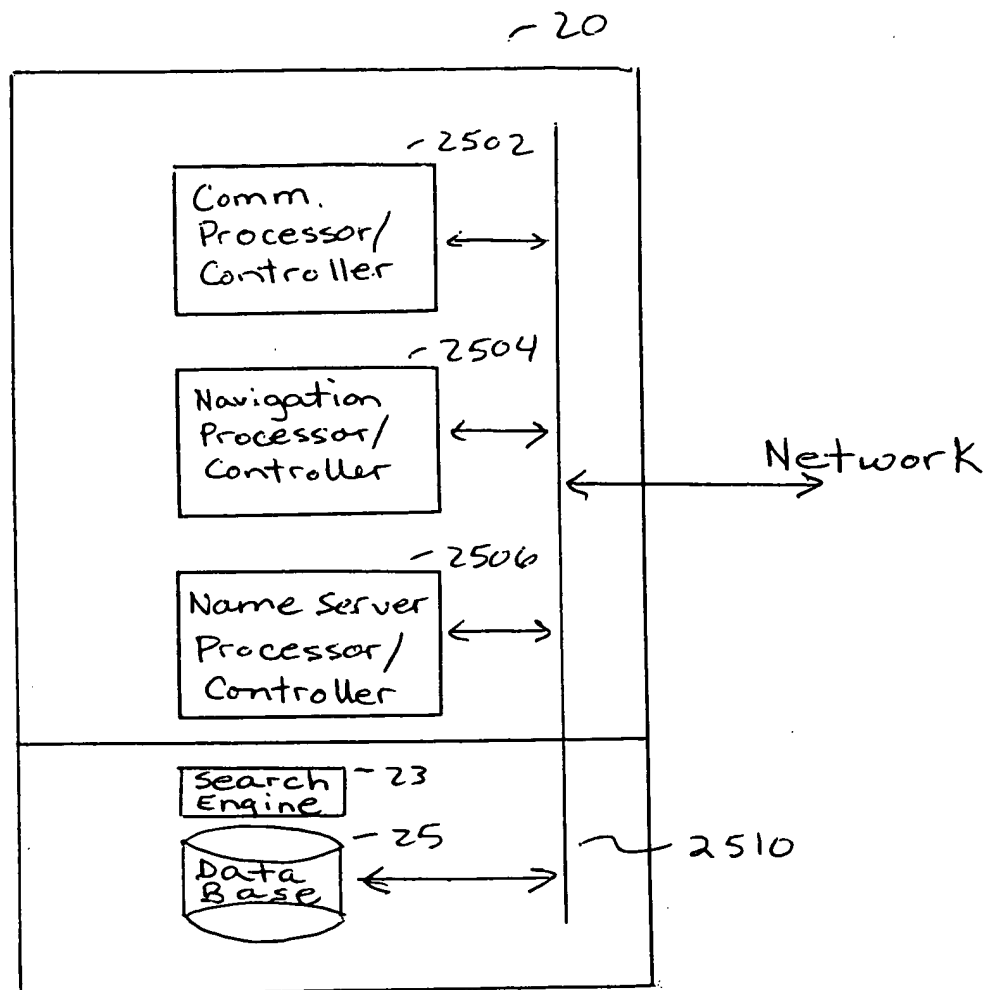 20
2502
Comm.
Processor/
Controller
2504
Navigation
Processor/
Controller
Network
2506
Name Server
Processor/
Controller
Search
Engine
23
25
Data
Base
2510